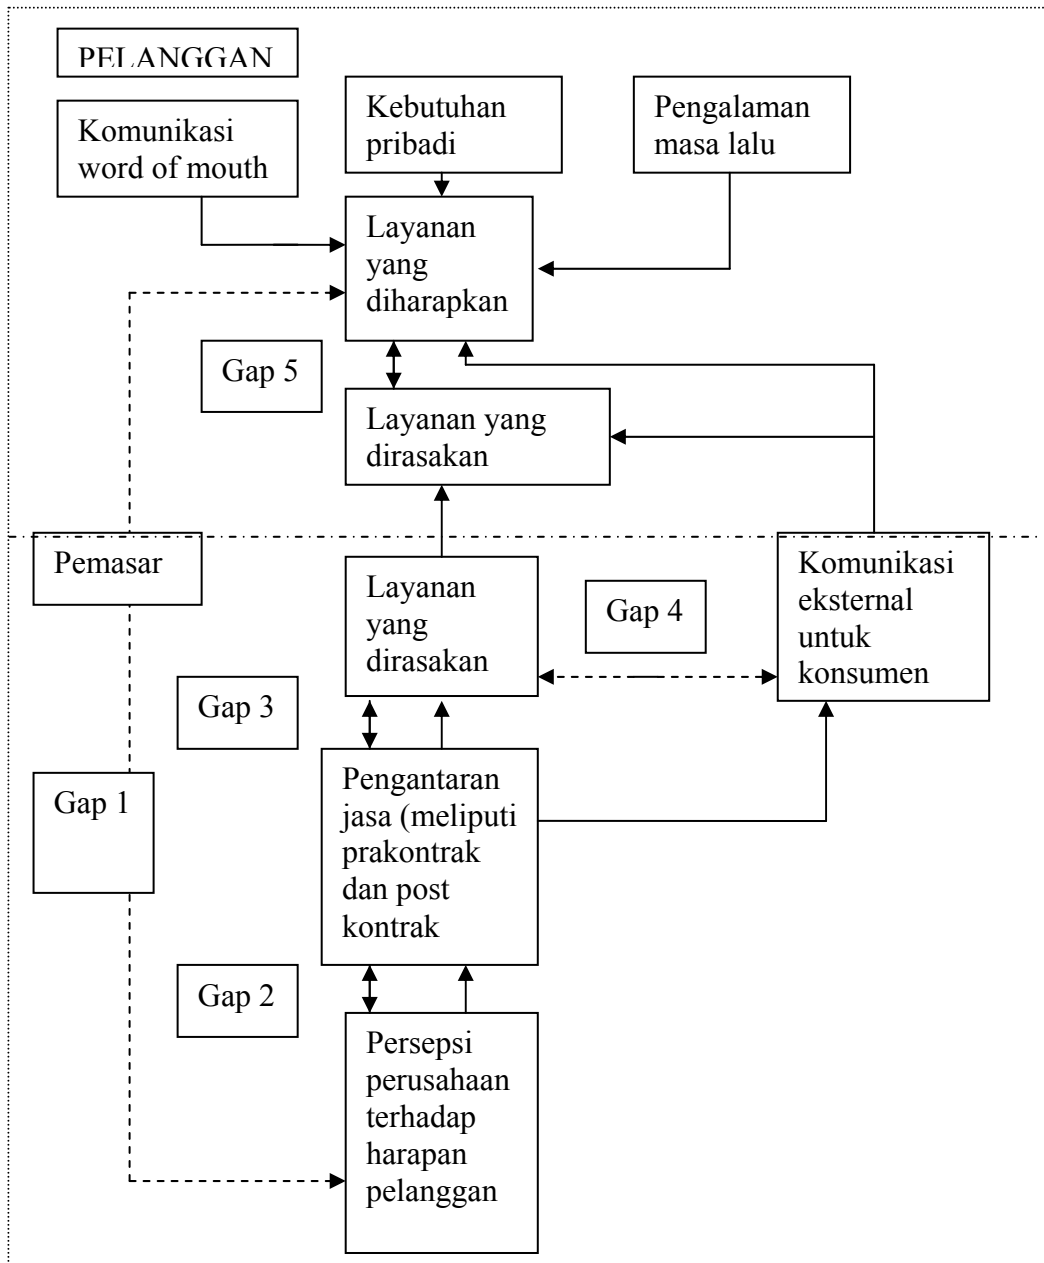 PELANGGAN
Komunikasi
word of mouth
Kebutuhan
pribadi
Pengalaman
masa lalu
Layanan
yang
diharapkan
Gap 5
Layanan yang
dirasakan
Pemasar
Layanan
yang
dirasakan
Gap 4
Komunikasi
eksternal
untuk
konsumen
Gap 3
Gap 1
Pengantaran
jasa (meliputi
prakontrak
dan post
kontrak
Gap 2
Persepsi
perusahaan
terhadap
harapan
pelanggan